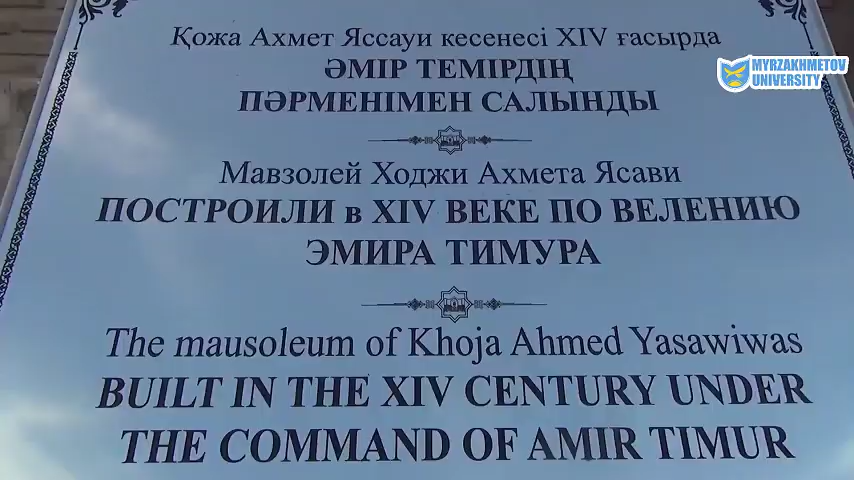 Қожа Ахмет Яссауи кесенесі XIV ғасырда
ӘМІР ТЕМІРДІҢ
ПӘРМЕНІМЕН САЛЫНДЫ
MYRZAKHMETOV
UNIVERSITY
Мавзолей Ходжи Ахмета Ясави
ПОСТРОИЛИ в XIV ВЕКЕ ПО ВЕЛЕНИЮ
ЭМИРА ТИМУРА
The mausoleum of Khoja Ahmed Yasawiwas
BUILT IN THE XIV CENTURY UNDER
THE COMMAND OF AMIR TIMUR